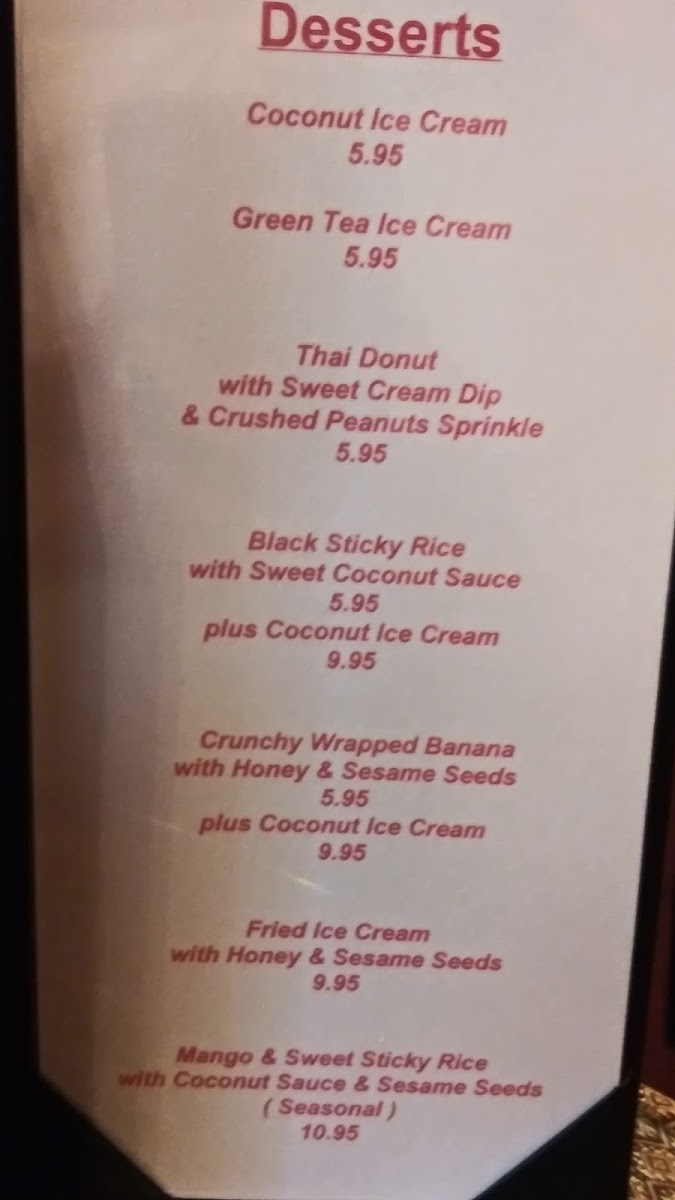 Desserts
Coconut Ice Cream
5.95
Green Tea Ice Cream
5.95
Thai Donut
with Sweet Cream Dip
& Crushed Peanuts Sprinkle
5.95
Black Sticky Rice
with Sweet Coconut Sauce
5.95
plus Coconut Ice Cream
9.95
Crunchy Wrapped Banana
with Honey & Sesame Seeds
5.95
plus Coconut Ice Cream
9.95
Fried Ice Cream
with Honey & Sesame Seeds
9.95
Mango & Sweet Sticky Rice
with Coconut Sauce & Sesame Seeds
( Seasonal )
10.95